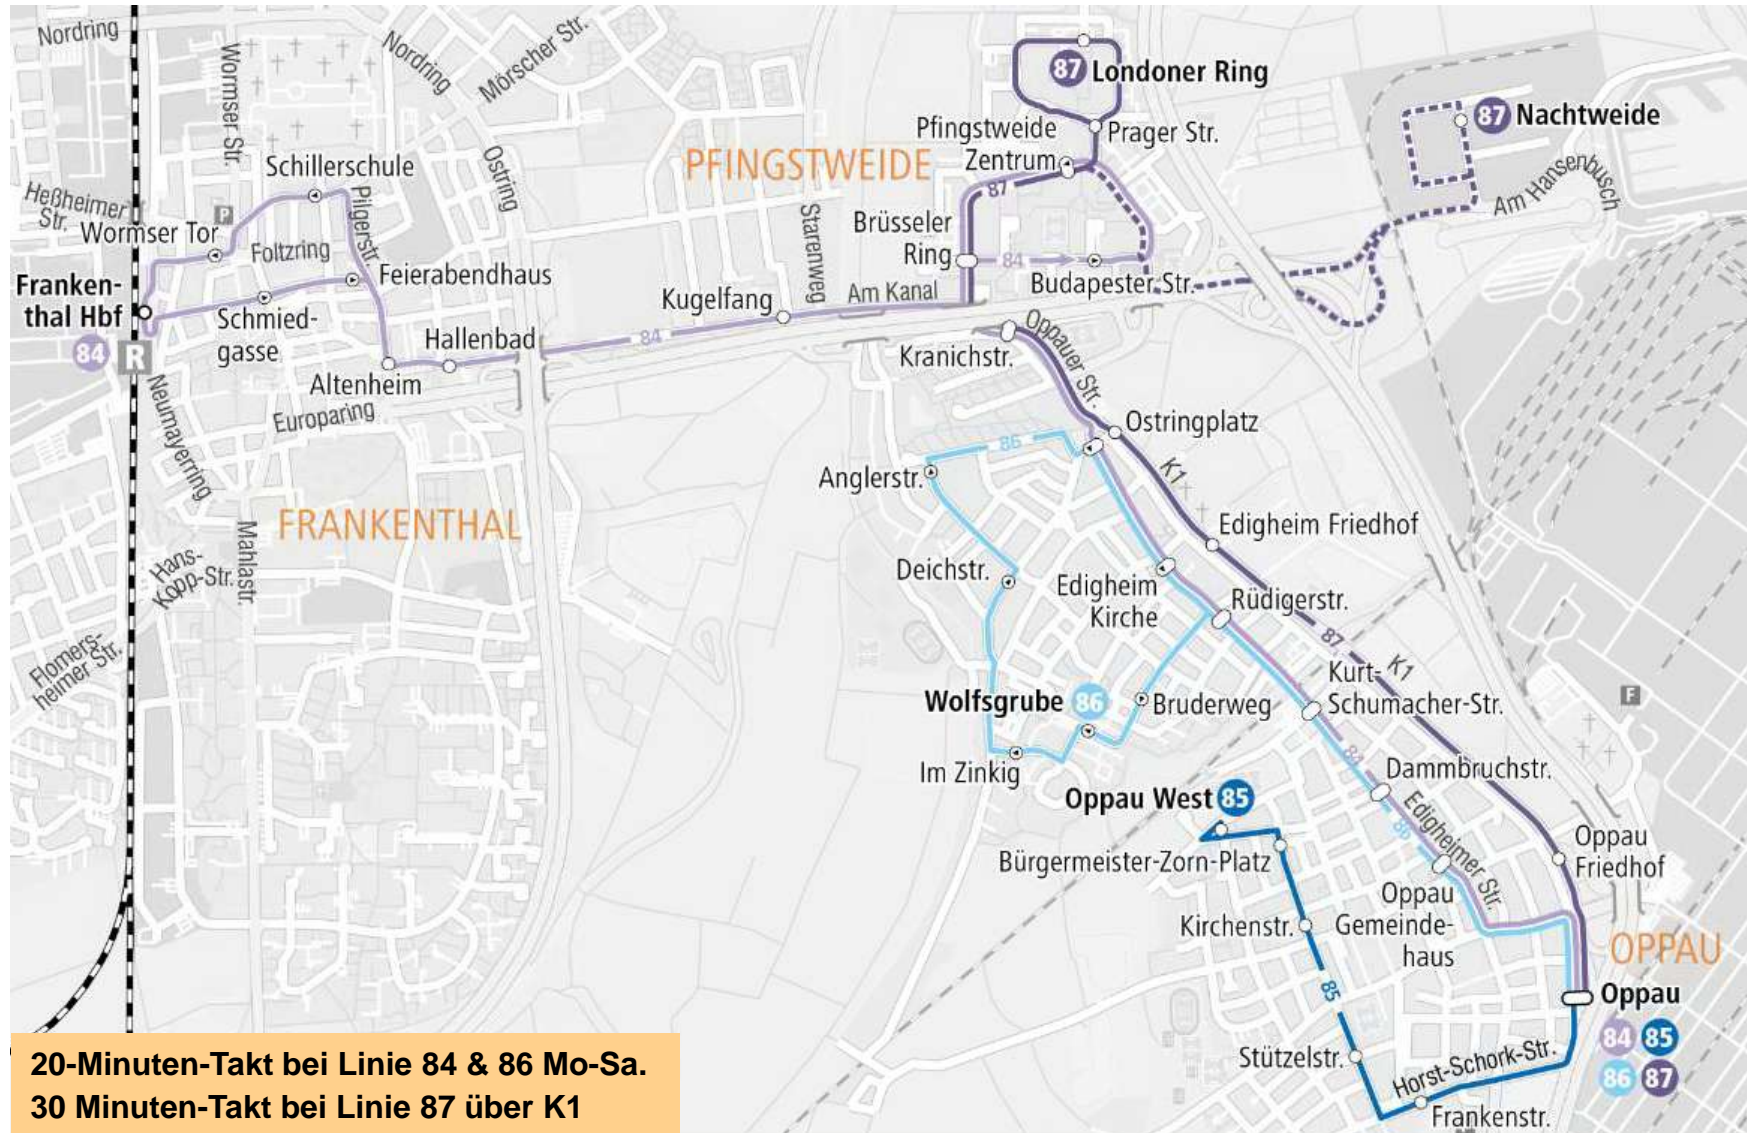 Nordring
Wormser Str.
Nordring
Mörscher Str.
87 Londoner Ring
Pfingstweide
Zentrum
Prager Str.
87 Nachtweide
Am Hansenbusch
PFINGSTWEIDE
Schillerschule
Ostring
Heßheimer
Str.
P
Pilgerstr.
Wormser Tor
Foltzring
Feierabendhaus
Starenweg
87
Brüsseler
Ring
84
Budapester Str.
Franken-
thal Hbf
84
R
Schmied-
gasse
Kugelfang
Am Kanal
Hallenbad
84
Altenheim
Europaring
Neumayerring
Kranichstr.
Oppauer Str.
Ostringplatz
K1
86
Anglerstr.
FRANKENTHAL
Mahlastr.
Hans-
Kopp-Str.
Flomers-
heimer Str.
Edigheim Friedhof
Deichstr.
Edigheim
Kirche
Rüdigerstr.
87
K1
Kurt-
Schumacher-Str.
F
Wolfsgrube 86
Bruderweg
Im Zinkig
84
Dammbruchstr.
Oppau West 85
86
Edigheimer Str.
Bürgermeister-Zorn-Platz
Oppau
Friedhof
Kirchenstr.
Oppau
Gemeinde-
haus
OPPAU
85
Oppau
84 85
86 87
Stützelstr.
Horst-Schork-Str.
Frankenstr.
20-Minuten-Takt bei Linie 84 & 86 Mo-Sa.
30 Minuten-Takt bei Linie 87 über K1